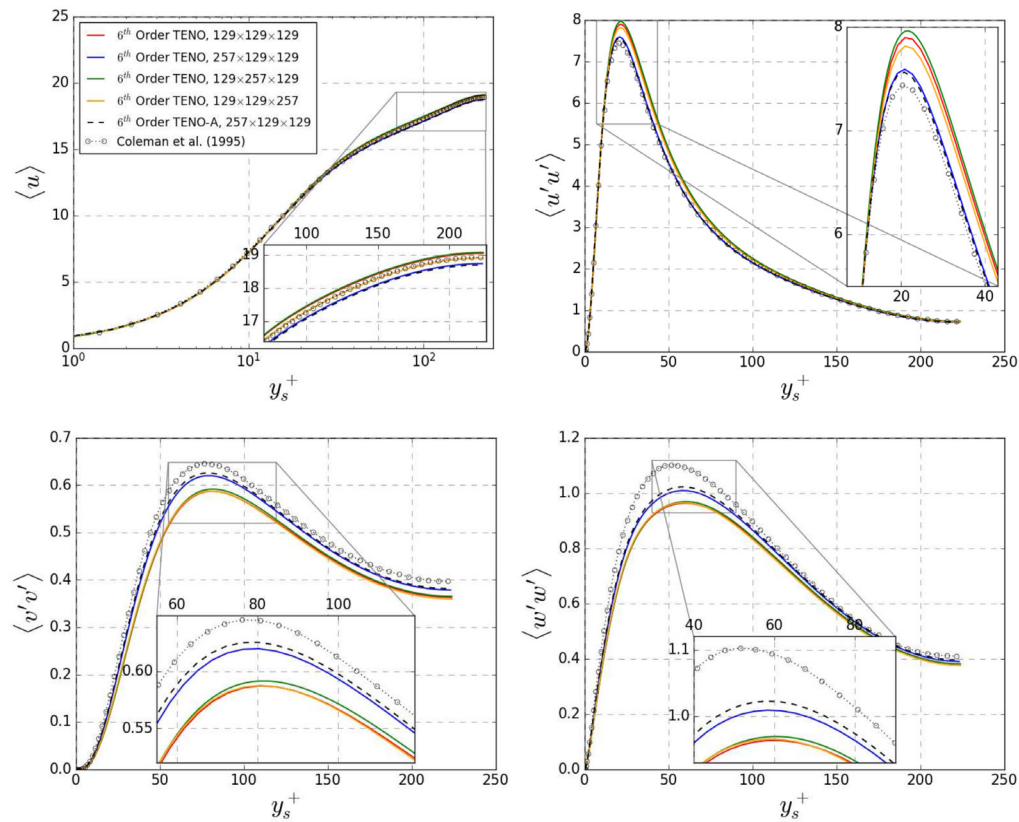 25
20
15
10
5
0
⟨u⟩
6th Order TENO, 129×129×129
6th Order TENO, 257×129×129
6th Order TENO, 129×257×129
6th Order TENO, 129×129×257
6th Order TENO-A, 257×129×129
Coleman et al. (1995)
100 150 200
19
18
17
10^0 10^1 10^2
y_s^+
8
7
6
5
4
3
2
1
0
⟨u'u'⟩
8
7
6
20 40
0 50 100 150 200 250
y_s^+
0.7
0.6
0.5
0.4
0.3
0.2
0.1
0.0
⟨v'v'⟩
60 80 100
0.60
0.55
0 50 100 150 200 250
y_s^+
1.2
1.0
0.8
0.6
0.4
0.2
0.0
⟨w'w'⟩
40 60 80
1.1
1.0
0 50 100 150 200 250
y_s^+